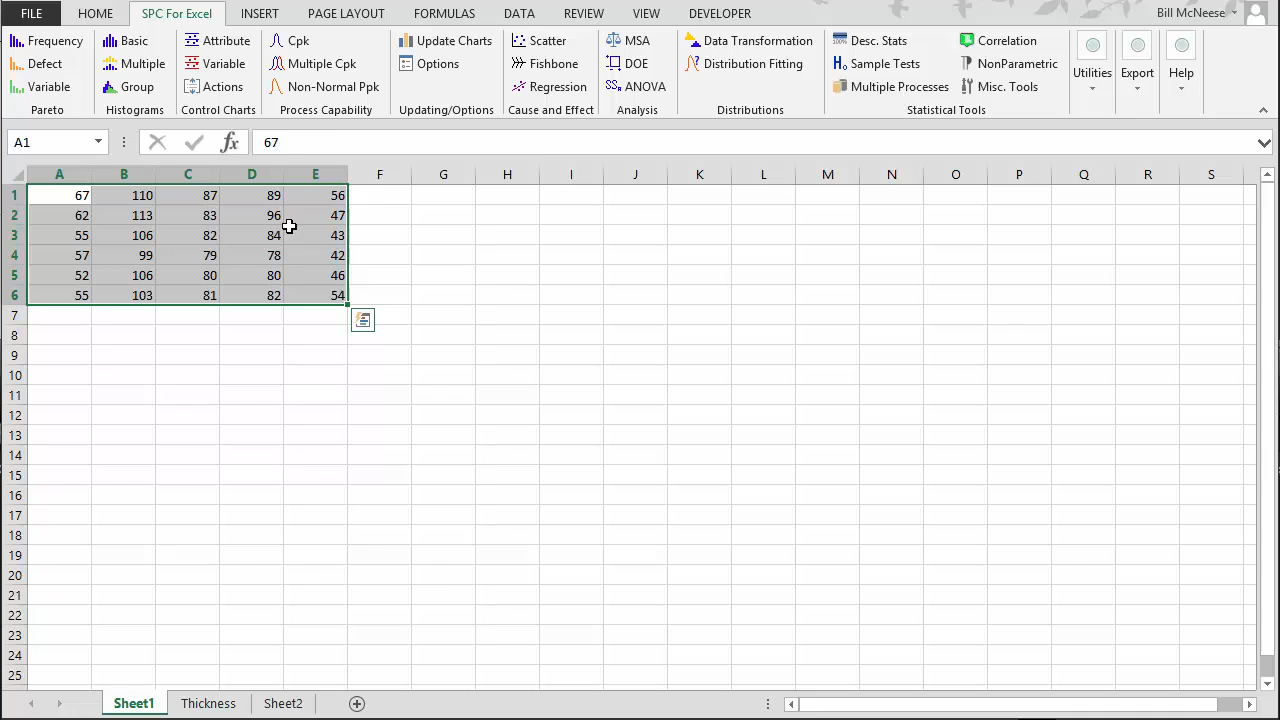 FILE HOME SPC For Excel INSERT PAGE LAYOUT FORMULAS DATA REVIEW VIEW DEVELOPER Bill McNeese
Frequency Basic Attribute Cpk Update Charts Scatter MSA Data Transformation Desc. Stats Correlation
Defect Multiple Variable Multiple Cpk Options Fishbone DOE Distribution Fitting Sample Tests NonParametric Utilities Export Help
Variable Group Actions Non-Normal Ppk Regression ANOVA Multiple Processes Misc. Tools
Pareto Histograms Control Charts Process Capability Updating/Options Cause and Effect Analysis Distributions Statistical Tools
A1 fx 67
A B C D E F G H I J K L M N O P Q R S
1 67 110 87 89 56
2 62 113 83 96 47
3 55 106 82 84 43
4 57 99 79 78 42
5 52 106 80 80 46
6 55 103 81 82 54
7
8
9
10
11
12
13
14
15
16
17
18
19
20
21
22
23
24
25
Sheet1 Thickness Sheet2